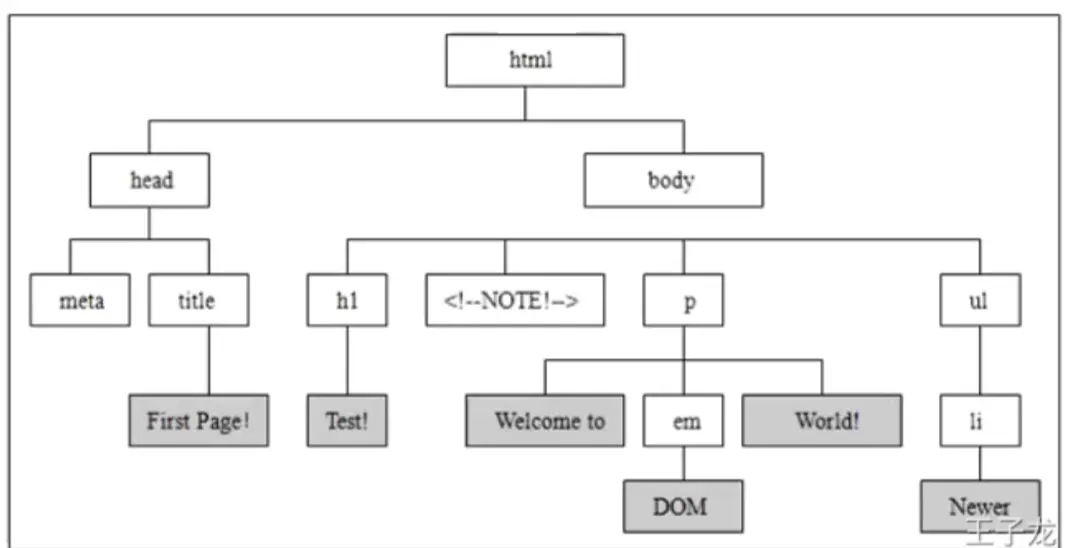 html
head
body
meta
title
h1
<!--NOTE!-->
p
ul
First Page!
Test!
Welcome to
em
World!
li
DOM
Newer
王子龙